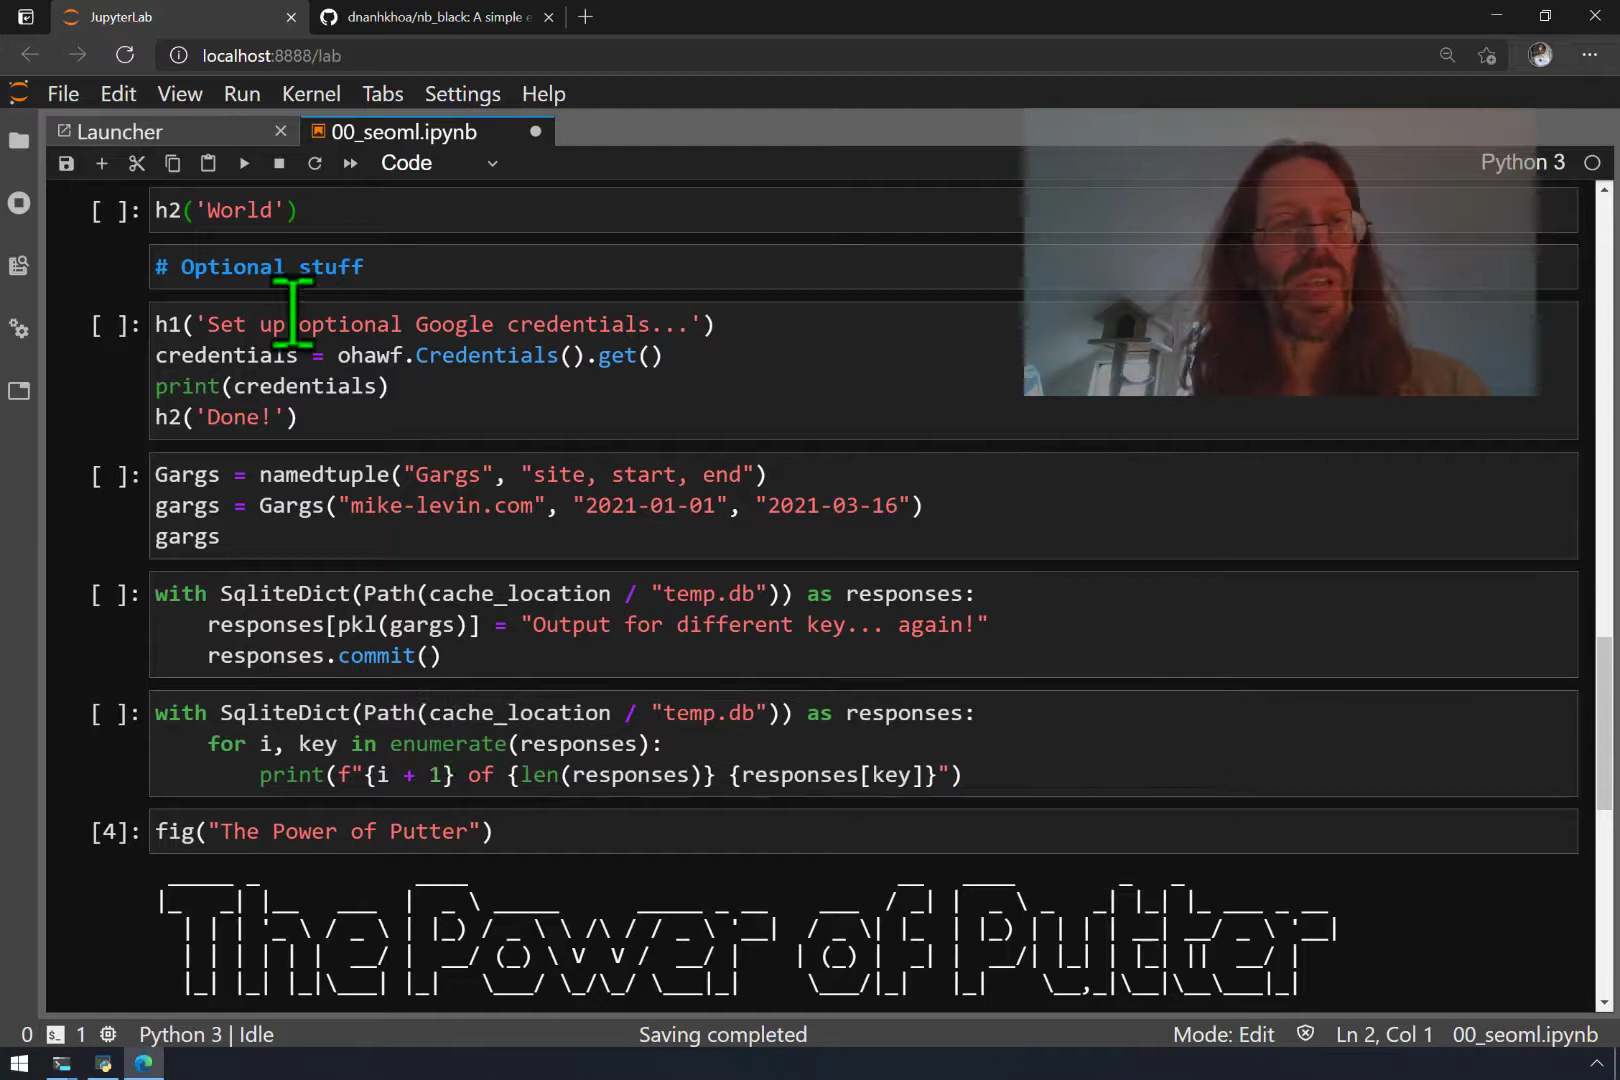 JupyterLab
dnanhkhoa/nb_black: A simple e
localhost:8888/lab
File Edit View Run Kernel Tabs Settings Help
Launcher
00_seoml.ipynb
Code
Python 3
[ ]: h2('World')
# Optional stuff
[ ]: h1('Set up optional Google credentials...')
credentials = ohawf.Credentials().get()
print(credentials)
h2('Done!')
[ ]: Gargs = namedtuple("Gargs", "site, start, end")
gargs = Gargs("mike-levin.com", "2021-01-01", "2021-03-16")
gargs
[ ]: with SqliteDict(Path(cache_location / "temp.db")) as responses:
responses[pkl(gargs)] = "Output for different key... again!"
responses.commit()
[ ]: with SqliteDict(Path(cache_location / "temp.db")) as responses:
for i, key in enumerate(responses):
print(f"{i + 1} of {len(responses)} {responses[key]}")
[4]: fig("The Power of Putter")
The Power of Putter
0 1 Python 3 | Idle Saving completed Mode: Edit Ln 2, Col 1 00_seoml.ipynb